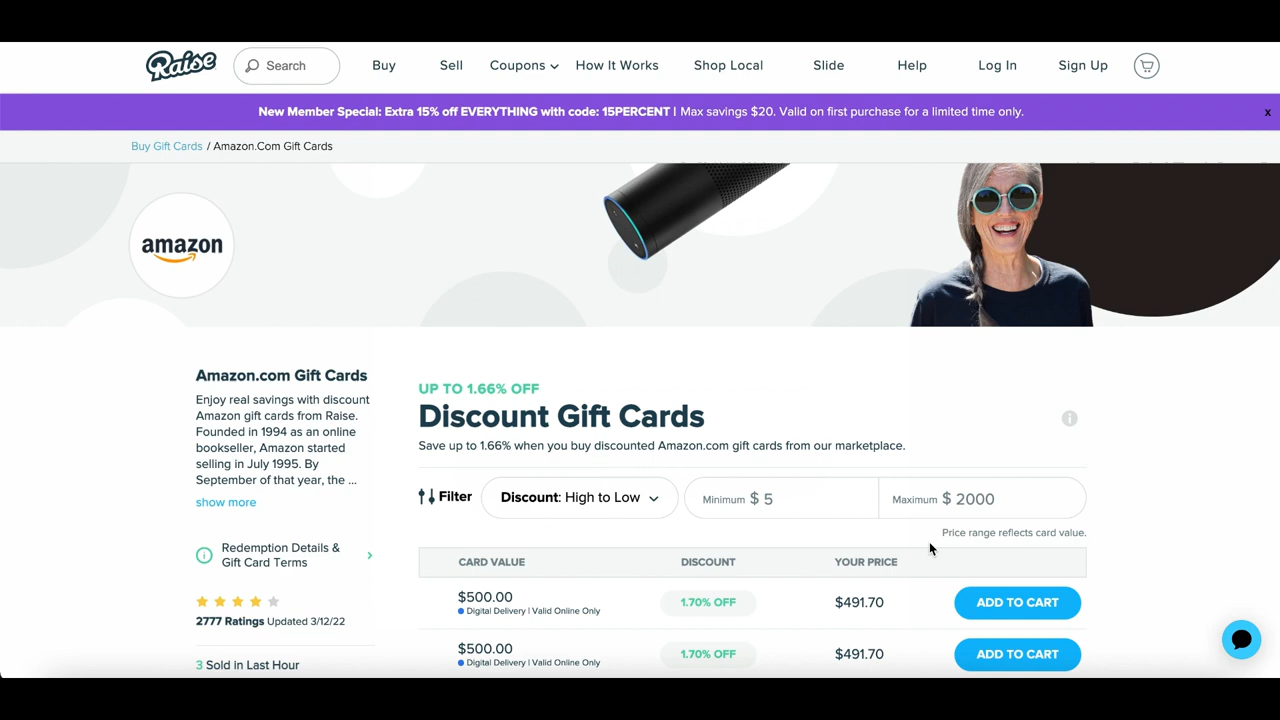 Raise
Search
Buy
Sell
Coupons
How It Works
Shop Local
Slide
Help
Log In
Sign Up
New Member Special: Extra 15% off EVERYTHING with code: 15PERCENT | Max savings $20. Valid on first purchase for a limited time only.
x
Buy Gift Cards / Amazon.Com Gift Cards
amazon
Amazon.com Gift Cards
Enjoy real savings with discount
Amazon gift cards from Raise.
Founded in 1994 as an online
bookseller, Amazon started
selling in July 1995. By
September of that year, the ...
show more
Redemption Details &
Gift Card Terms
2777 Ratings Updated 3/12/22
3 Sold in Last Hour
UP TO 1.66% OFF
Discount Gift Cards
Save up to 1.66% when you buy discounted Amazon.com gift cards from our marketplace.
Filter
Discount: High to Low
Minimum $ 5
Maximum $ 2000
Price range reflects card value.
CARD VALUE DISCOUNT YOUR PRICE
$500.00 1.70% OFF $491.70 ADD TO CART
Digital Delivery | Valid Online Only
$500.00 1.70% OFF $491.70 ADD TO CART
Digital Delivery | Valid Online Only